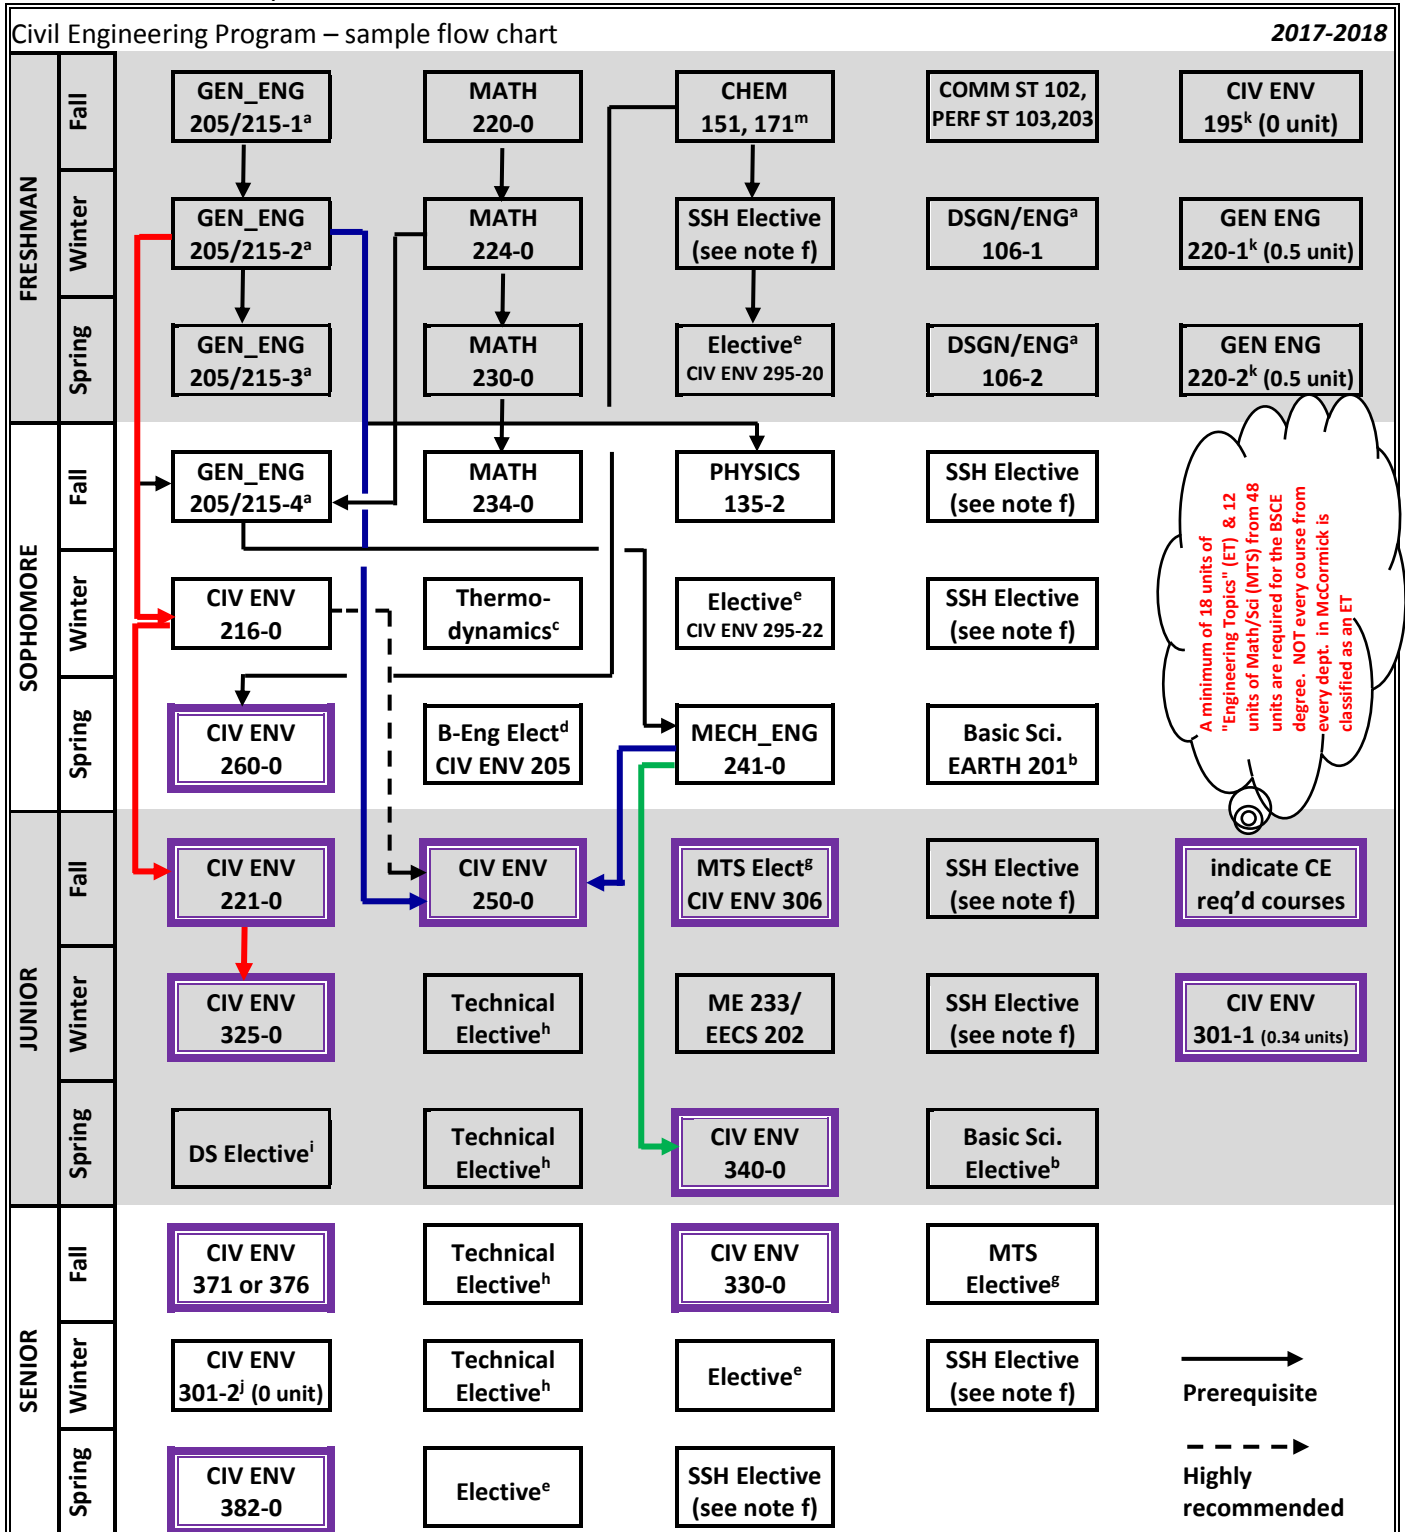 Civil Engineering Program – sample flow chart
2017-2018
FRESHMAN
Fall
GEN_ENG
205/215-1ᵃ
MATH
220-0
CHEM
151, 171ᵐ
COMM ST 102,
PERF ST 103,203
CIV ENV
195ᵏ (0 unit)
Winter
GEN_ENG
205/215-2ᵃ
MATH
224-0
SSH Elective
(see note f)
DSGN/ENGᵃ
106-1
GEN ENG
220-1ᵏ (0.5 unit)
Spring
GEN_ENG
205/215-3ᵃ
MATH
230-0
Electiveᵉ
CIV ENV 295-20
DSGN/ENGᵃ
106-2
GEN ENG
220-2ᵏ (0.5 unit)
SOPHOMORE
Fall
GEN_ENG
205/215-4ᵃ
MATH
234-0
PHYSICS
135-2
SSH Elective
(see note f)
A minimum of 18 units of
"Engineering Topics" (ET) & 12
units of Math/Sci (MTS) from 48
units are required for the BSCE
degree. NOT every course from
every dept. in McCormick is
classified as an ET
Winter
CIV ENV
216-0
Thermo-
dynamicsᶜ
Electiveᵉ
CIV ENV 295-22
SSH Elective
(see note f)
Spring
CIV ENV
260-0
B-Eng Electᵈ
CIV ENV 205
MECH_ENG
241-0
Basic Sci.
EARTH 201ᵇ
JUNIOR
Fall
CIV ENV
221-0
CIV ENV
250-0
MTS Electᵍ
CIV ENV 306
SSH Elective
(see note f)
indicate CE
req’d courses
Winter
CIV ENV
325-0
Technical
Electiveʰ
ME 233/
EECS 202
SSH Elective
(see note f)
CIV ENV
301-1 (0.34 units)
Spring
DS Electiveⁱ
Technical
Electiveʰ
CIV ENV
340-0
Basic Sci.
Electiveᵇ
SENIOR
Fall
CIV ENV
371 or 376
Technical
Electiveʰ
CIV ENV
330-0
MTS
Electiveᵍ
Winter
CIV ENV
301-2ʲ (0 unit)
Technical
Electiveʰ
Electiveᵉ
SSH Elective
(see note f)
Prerequisite
Spring
CIV ENV
382-0
Electiveᵉ
SSH Elective
(see note f)
Highly
recommended